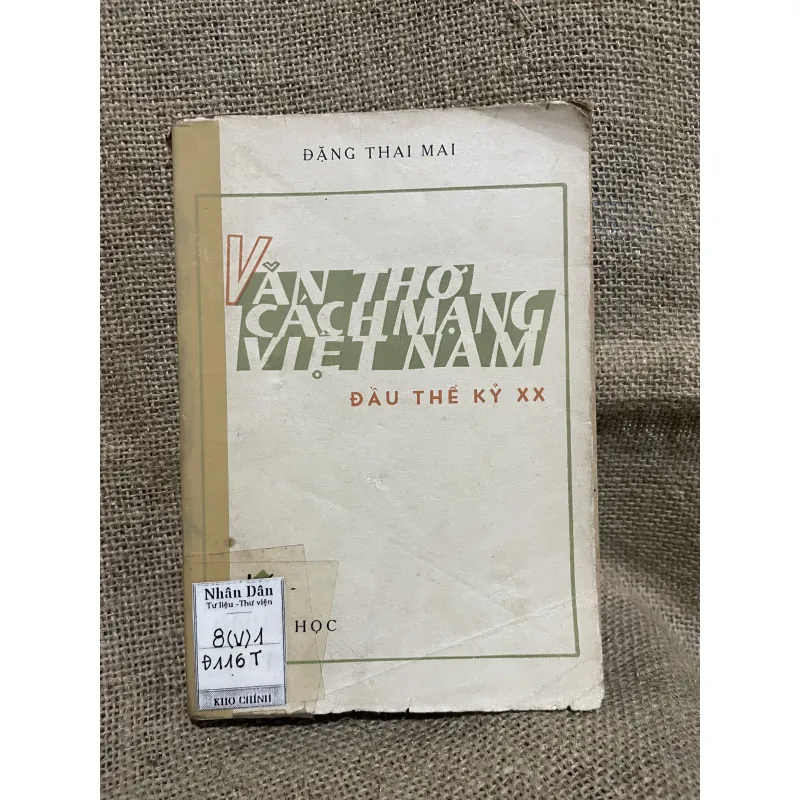 ĐẶNG THAI MAI
VĂN THƠ
CÁCH MẠNG
VIỆT NAM
ĐẦU THẾ KỶ XX
HỌC
Nhân Dân
Tư liệu - Thư viện
8(V)1
Đ116T
KHO CHÍNH